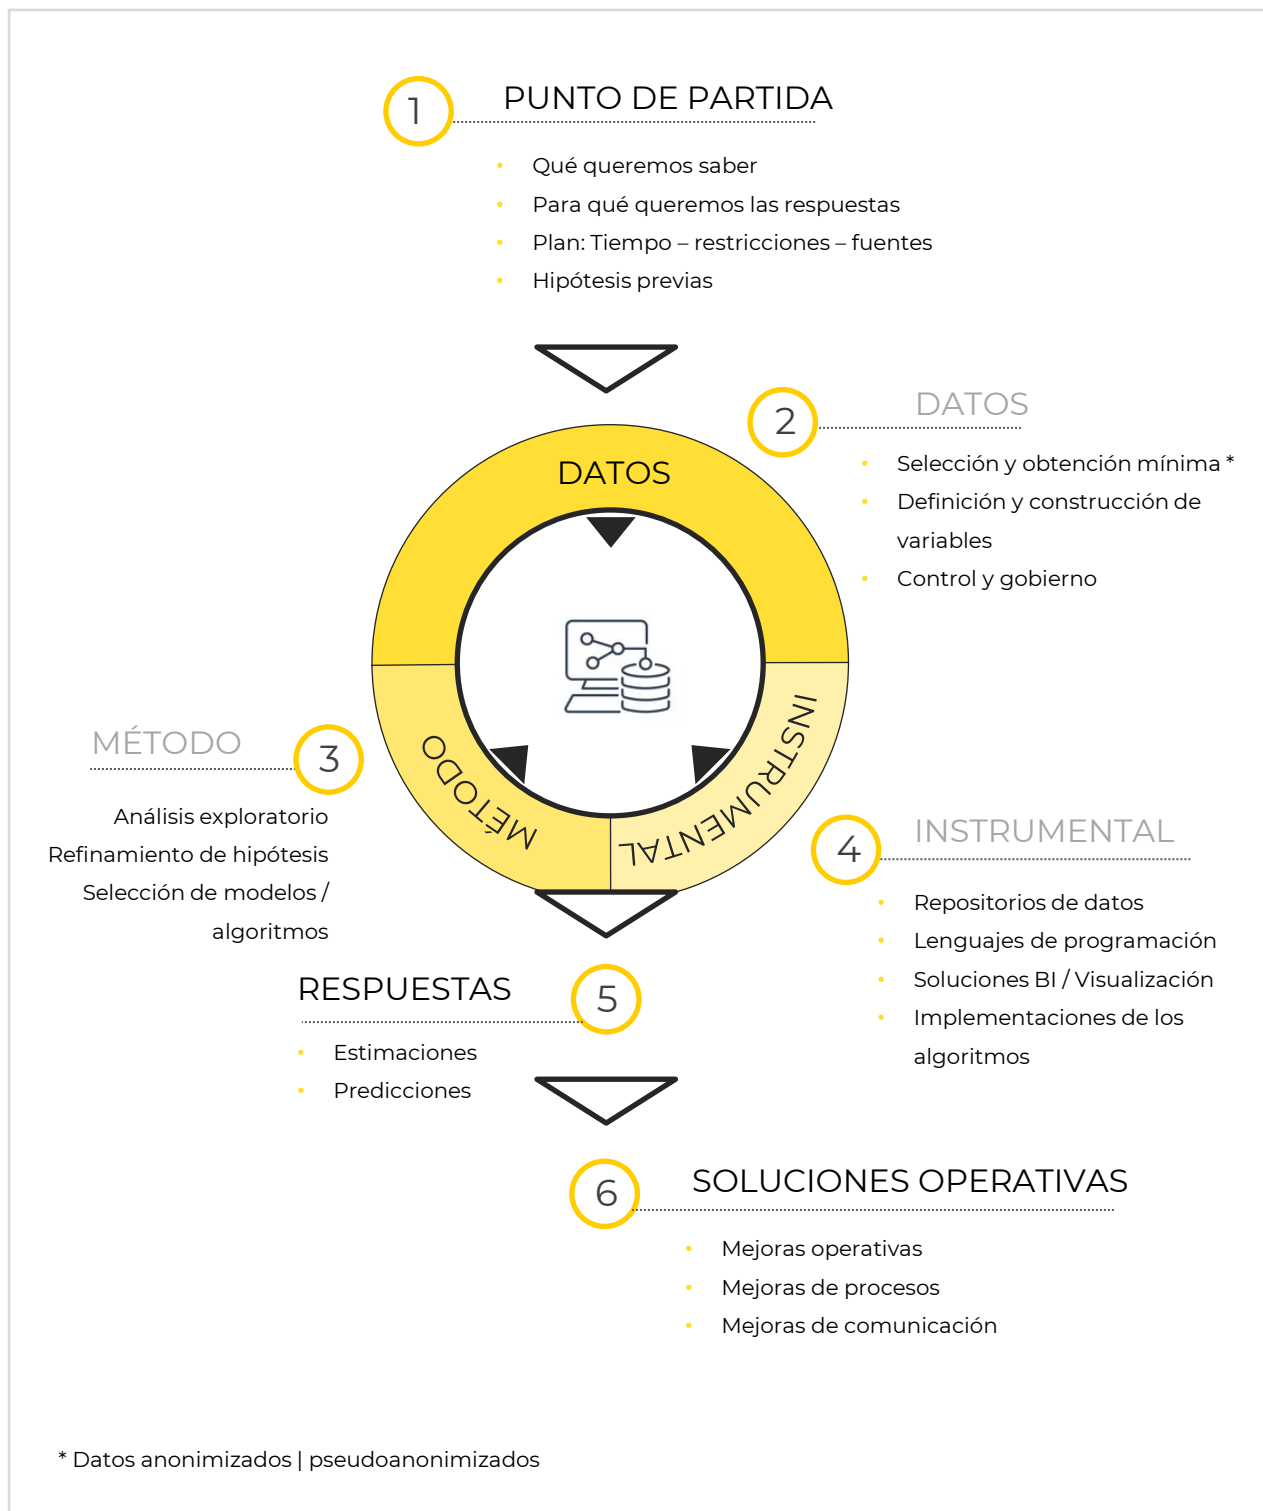 1
PUNTO DE PARTIDA
• Qué queremos saber
• Para qué queremos las respuestas
• Plan: Tiempo – restricciones – fuentes
• Hipótesis previas
2
DATOS
• Selección y obtención mínima *
• Definición y construcción de
variables
• Control y gobierno
DATOS
MÉTODO
INSTRUMENTAL
MÉTODO
3
Análisis exploratorio
Refinamiento de hipótesis
Selección de modelos /
algoritmos
4
INSTRUMENTAL
• Repositorios de datos
• Lenguajes de programación
• Soluciones BI / Visualización
• Implementaciones de los
algoritmos
RESPUESTAS
5
• Estimaciones
• Predicciones
6
SOLUCIONES OPERATIVAS
• Mejoras operativas
• Mejoras de procesos
• Mejoras de comunicación
* Datos anonimizados | pseudoanonimizados